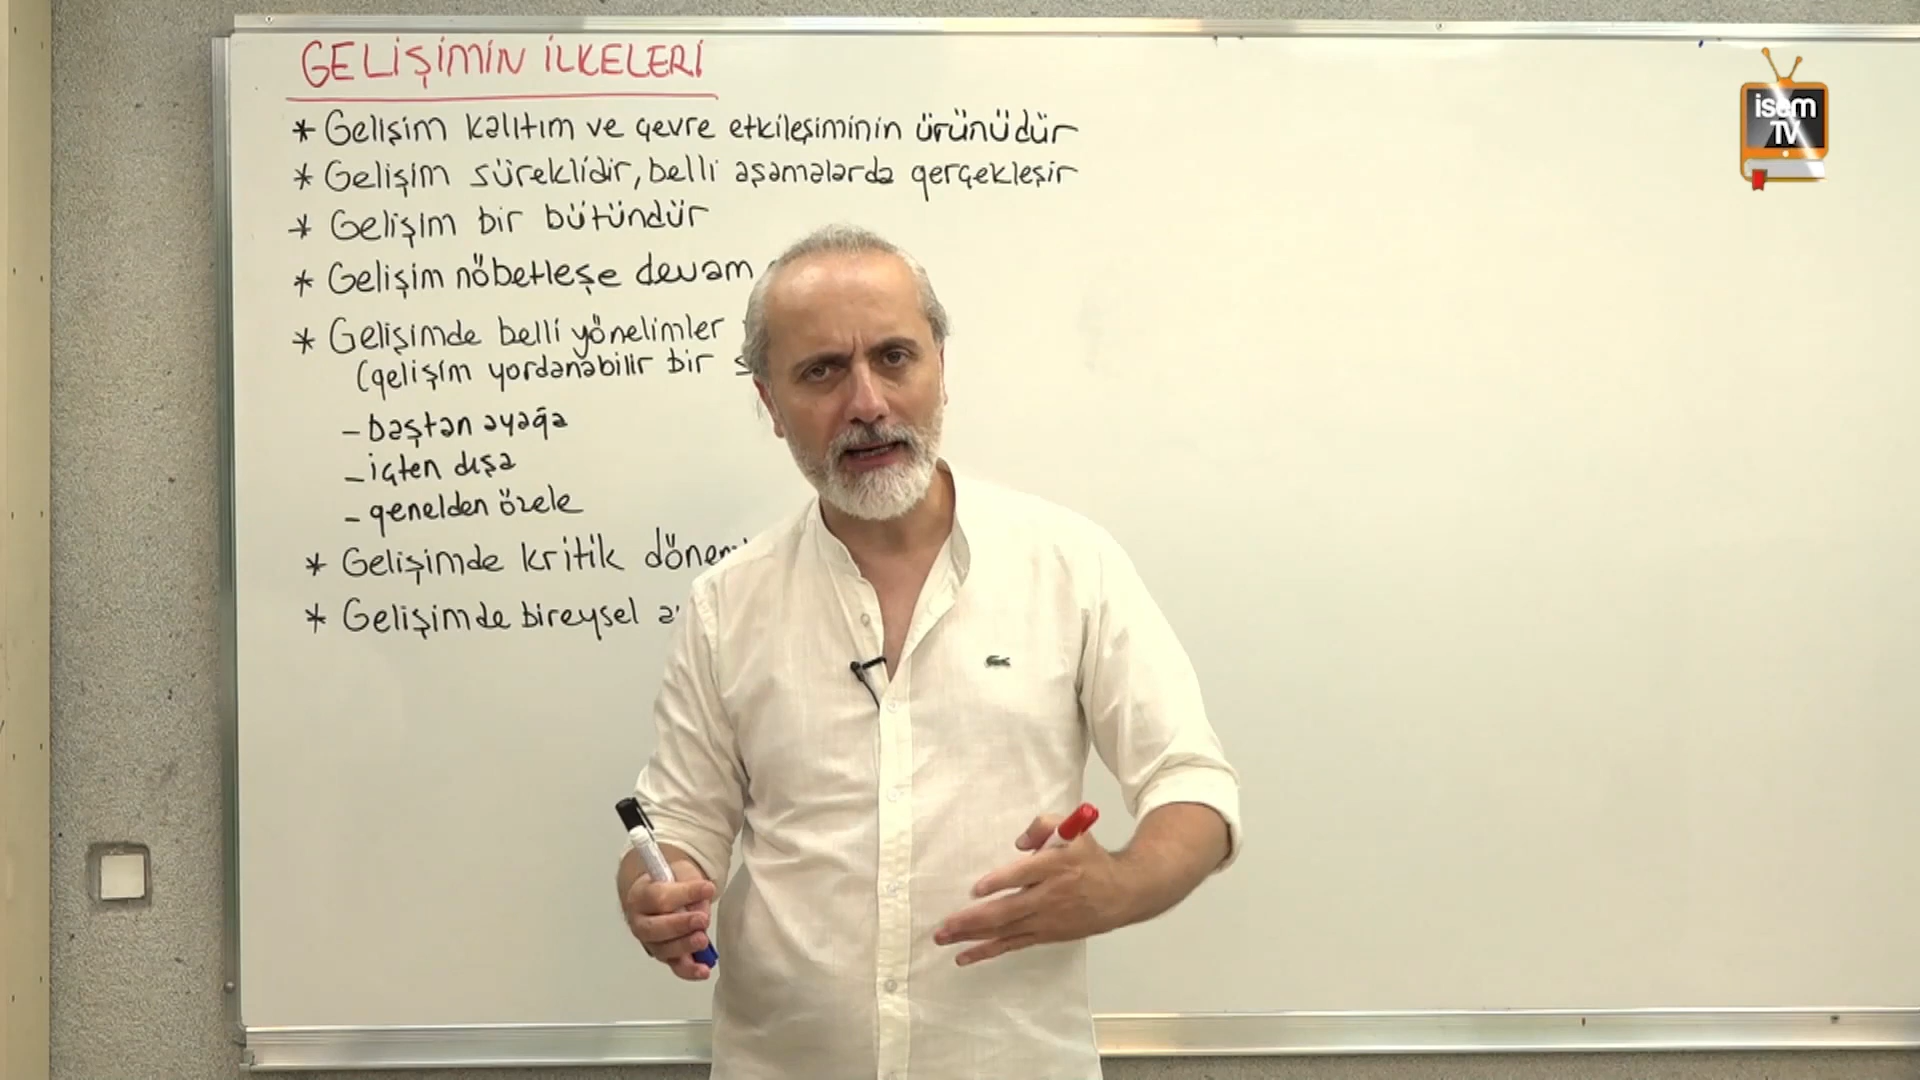 GELİŞİMİN İLKELERİ
* Gelişim kalıtım ve çevre etkileşiminin ürünüdür
* Gelişim süreklidir, belli aşamalarda gerçekleşir
* Gelişim bir bütündür
* Gelişim nöbetleşe devam
* Gelişimde belli yönelimler
(gelişim yordanabilir bir
- baştan ayağa
- içten dışa
- genelden özele
* Gelişimde kritik
* Gelişimde bireysel
isem
TV